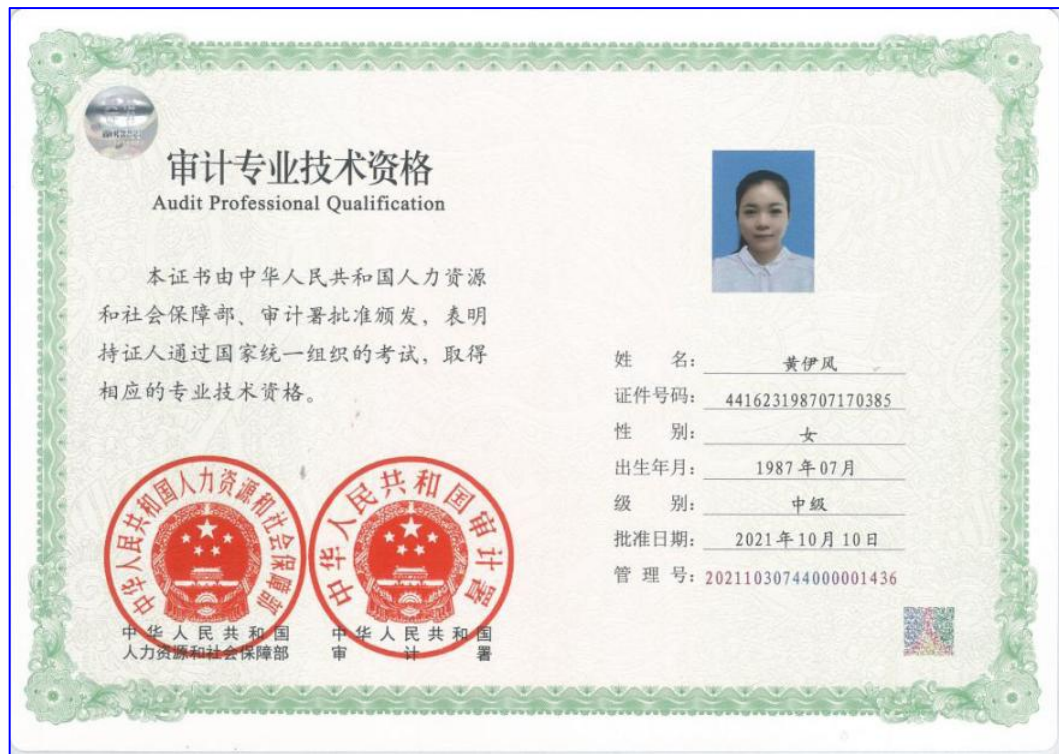 审计专业技术资格
Audit Professional Qualification
本证书由中华人民共和国人力资源
和社会保障部、审计署批准颁发，表明
持证人通过国家统一组织的考试，取得
相应的专业技术资格。
中华人民共和国人力资源和社会保障部
中华人民共和国审计署
中华人民共和国
人力资源和社会保障部
中华人民共和国
审计署
姓名：黄伊风
证件号码：441623198707170385
性别：女
出生年月：1987年07月
级别：中级
批准日期：2021年10月10日
管理号：20211030744000001436